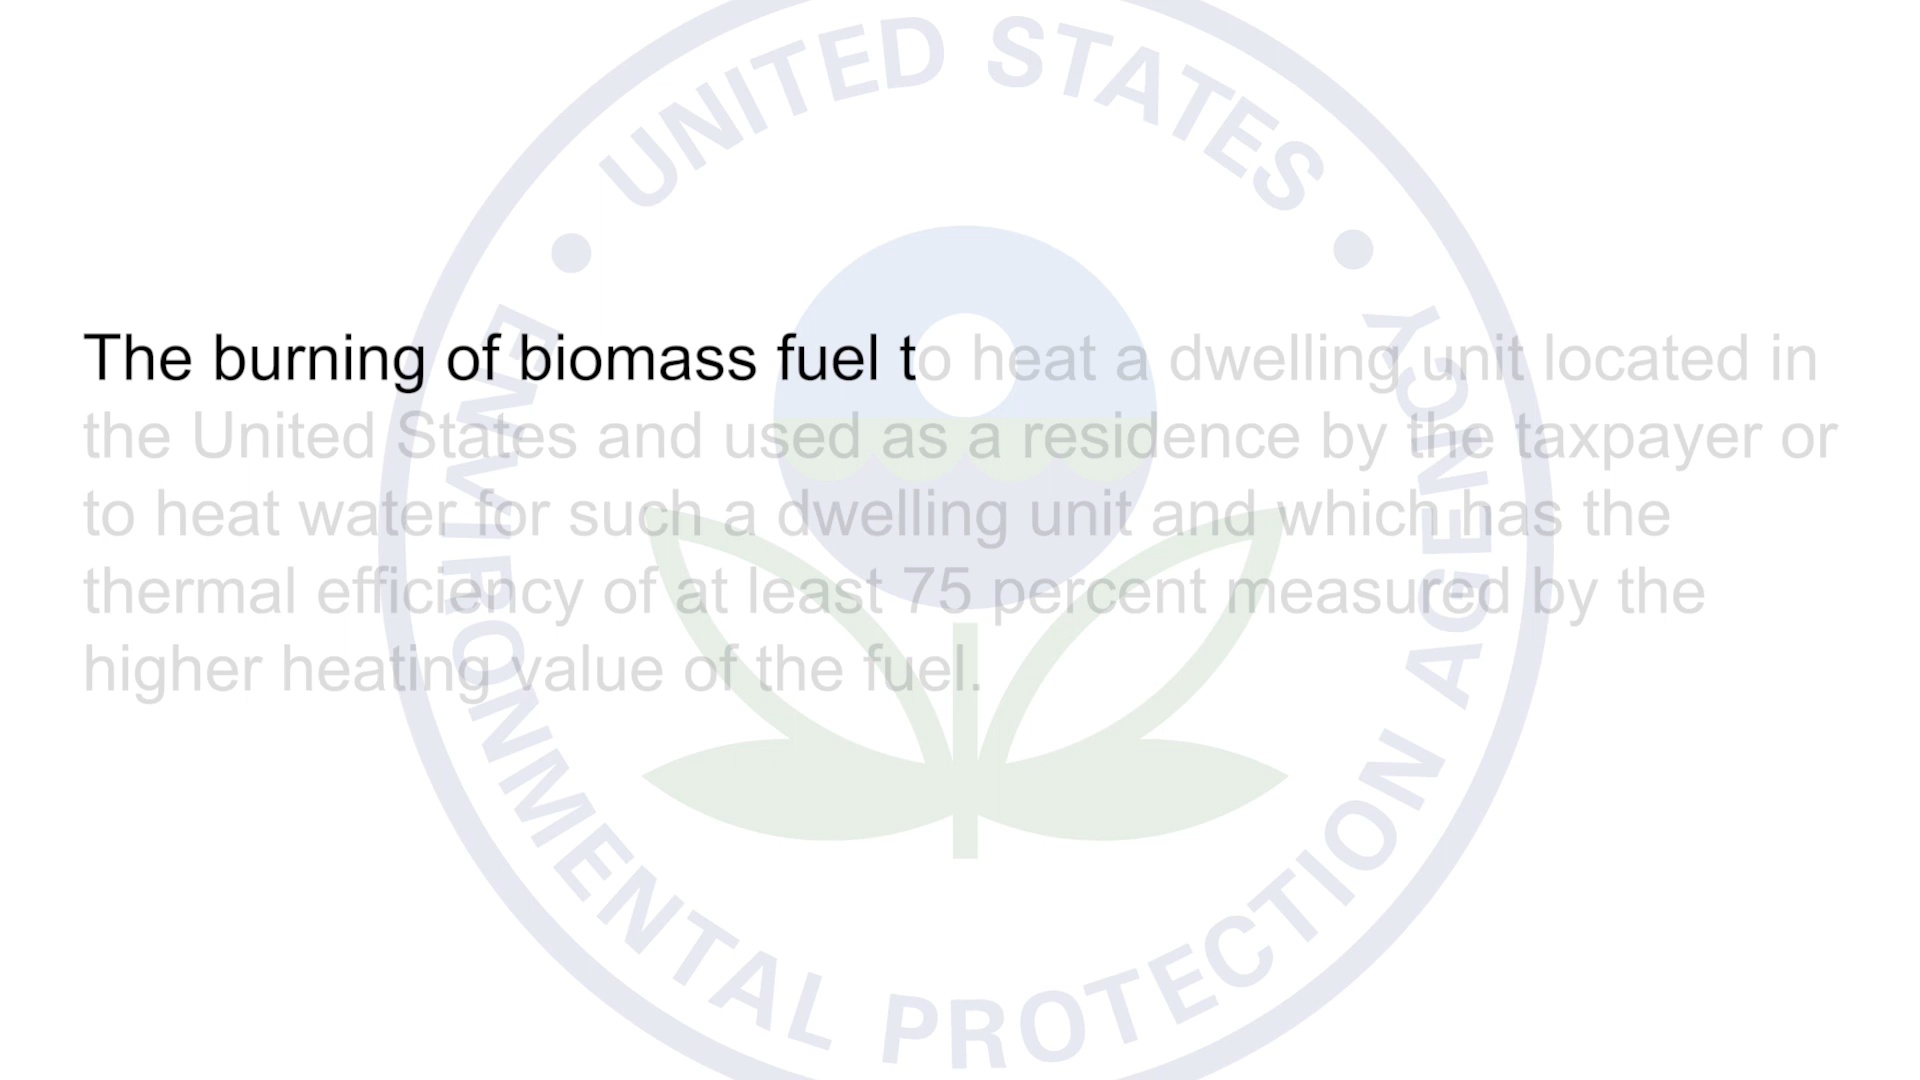 UNITED STATES
ENVIRONMENTAL PROTECTION AGENCY
The burning of biomass fuel to heat a dwelling unit located in
the United States and used as a residence by the taxpayer or
to heat water for such a dwelling unit and which has the
thermal efficiency of at least 75 percent measured by the
higher heating value of the fuel.